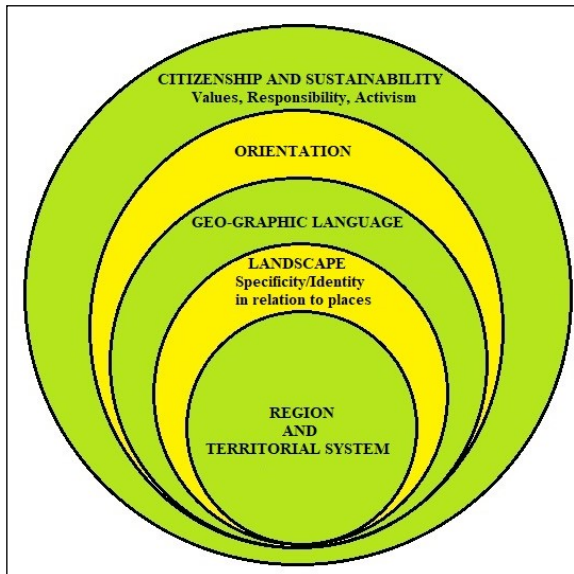 CITIZENSHIP AND SUSTAINABILITY
Values, Responsibility, Activism
ORIENTATION
GEO-GRAPHIC LANGUAGE
LANDSCAPE
Specificity/Identity
in relation to places
REGION
AND
TERRITORIAL SYSTEM